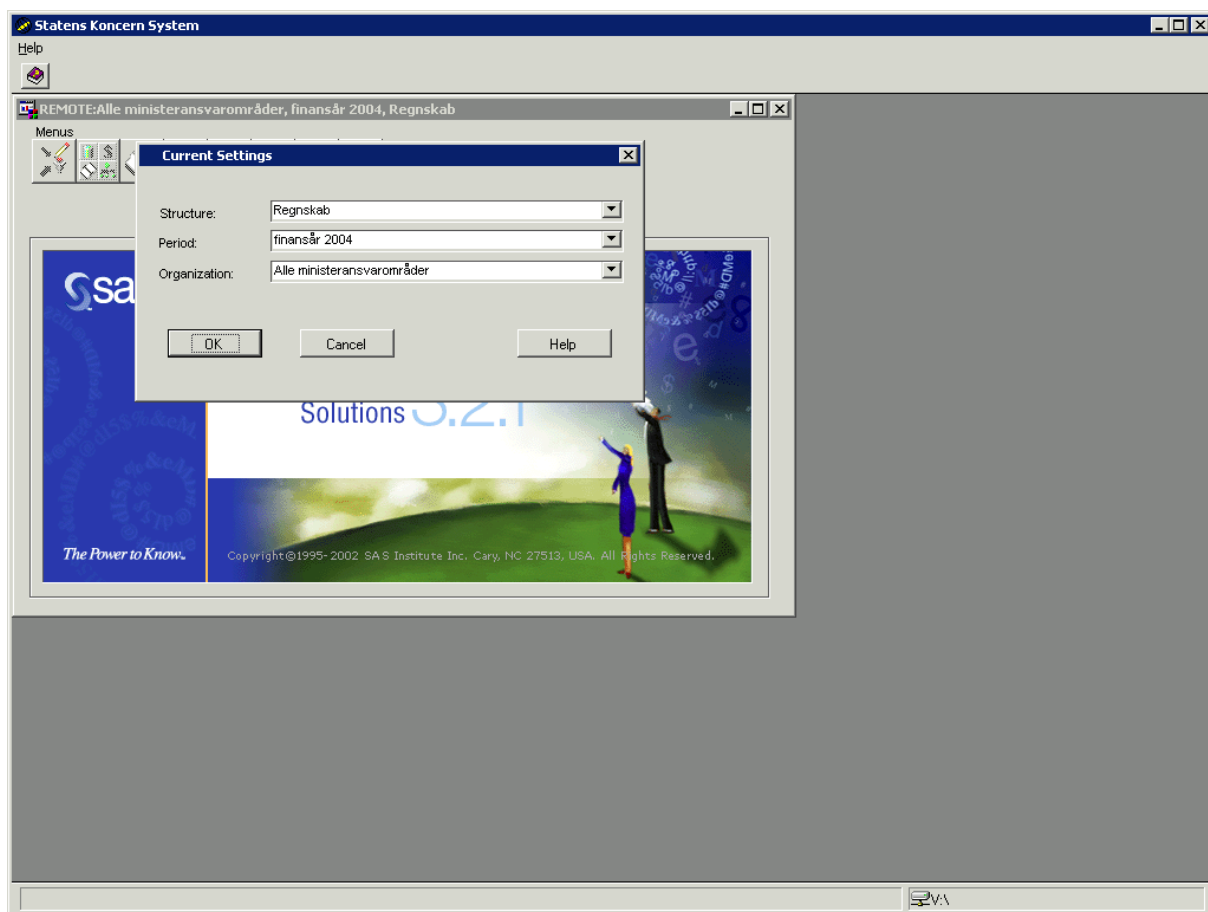 Statens Koncern System
Help
REMOTE:Alle ministeransvarområder, finansår 2004, Regnskab
Menus
Current Settings
Structure: Regnskab
Period: finansår 2004
Organization: Alle ministeransvarområder
OK Cancel Help
Solutions
The Power to Know™
Copyright©1995-2002 SAS Institute Inc. Cary, NC 27513, USA. All Rights Reserved.
V:\